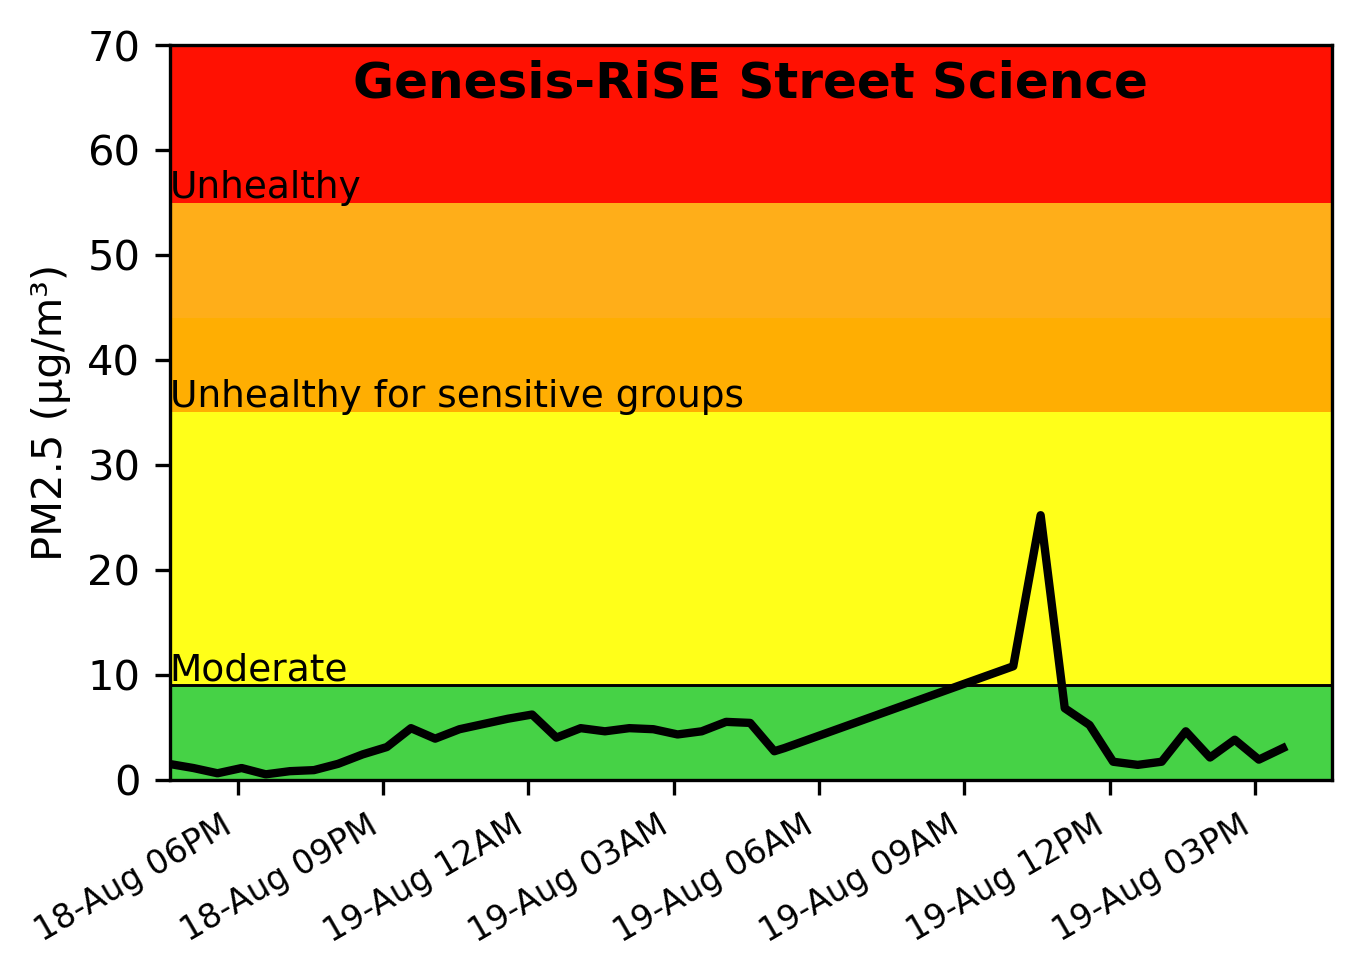 Genesis-RiSE Street Science
PM2.5 (µg/m³)
70
60
50
40
30
20
10
0
Unhealthy
Unhealthy for sensitive groups
Moderate
18-Aug 06PM
18-Aug 09PM
19-Aug 12AM
19-Aug 03AM
19-Aug 06AM
19-Aug 09AM
19-Aug 12PM
19-Aug 03PM